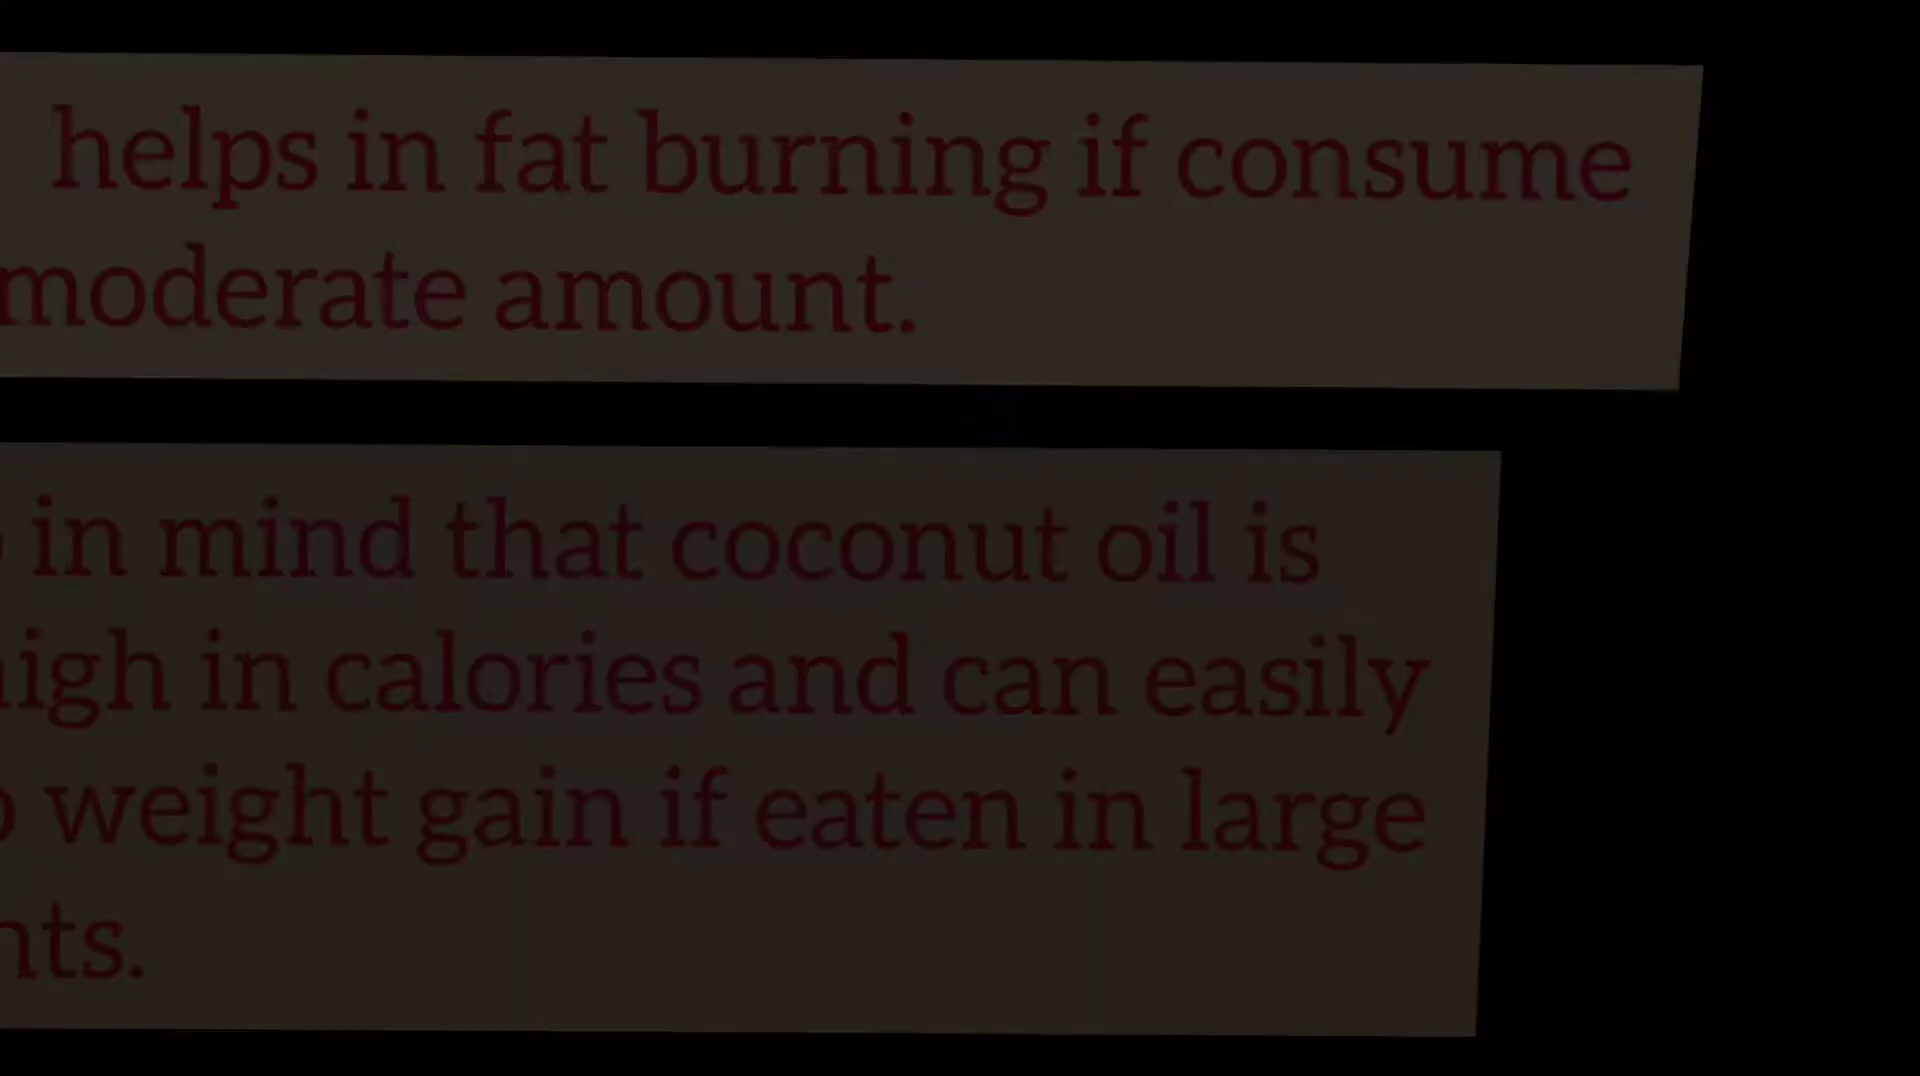 helps in fat burning if consume
moderate amount.
in mind that coconut oil is
high in calories and can easily
weight gain if eaten in large
nts.